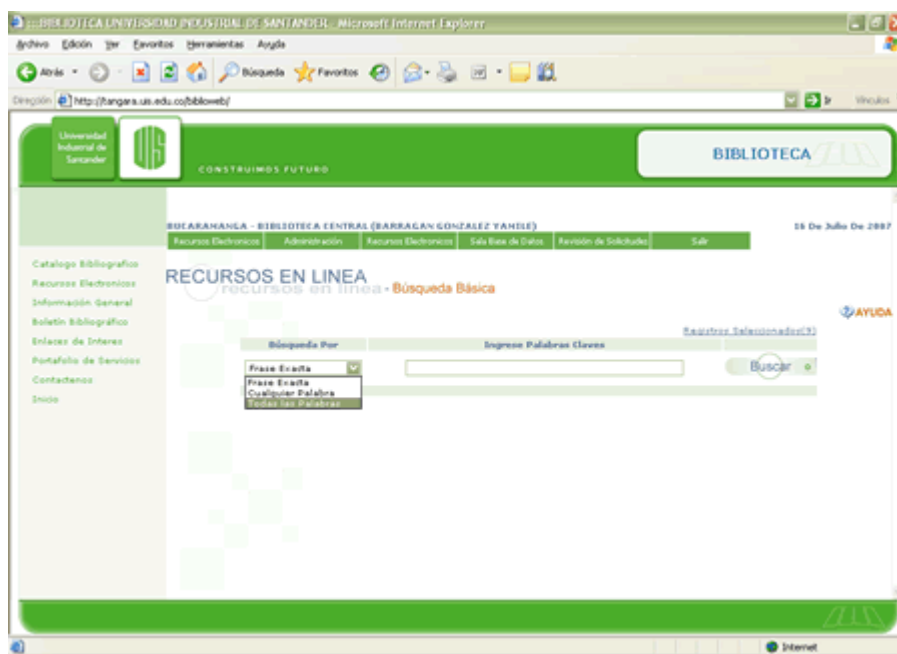 :::BIBLIOTECA UNIVERSIDAD INDUSTRIAL DE SANTANDER - Microsoft Internet Explorer
Archivo Edición Ver Favoritos Herramientas Ayuda
Atrás Búsqueda Favoritos
Dirección http://tangara.uis.edu.co/biblioweb/ Ir Vínculos
Universidad
Industrial de
Santander
CONSTRUIMOS FUTURO
BIBLIOTECA
BUCARAMANGA - BIBLIOTECA CENTRAL (BARRAGAN GONZALEZ YAMILE)
16 De Julio De 2007
Recursos Electronicos Administración Recursos Electronicos Sala Base de Datos Revisión de Solicitudes Salir
Catalogo Bibliografico
Recursos Electronicos
Información General
Boletín Bibliográfico
Enlaces de Interes
Portafolio de Servicios
Contactenos
Inicio
RECURSOS EN LINEA
recursos en línea - Búsqueda Básica
AYUDA
Registros Seleccionados(9)
Búsqueda Por Ingrese Palabras Claves
Frase Exacta Buscar
Frase Exacta
Cualquier Palabra
Todas las Palabras
Internet